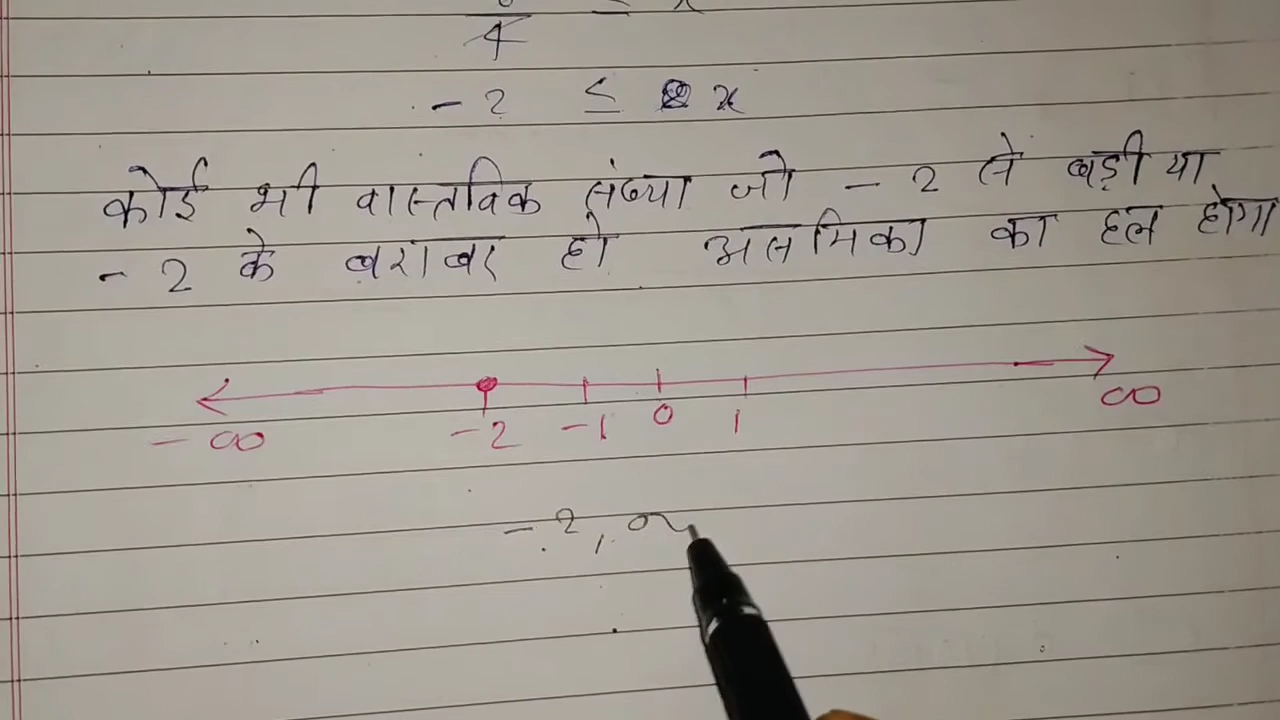 4 ≤ x
-2 ≤ x
कोई भी वास्तविक संख्या जो -2 से बड़ी या
-2 के बराबर हो असमिका का हल होगा
-∞ -2 -1 0 1 ∞
-2,